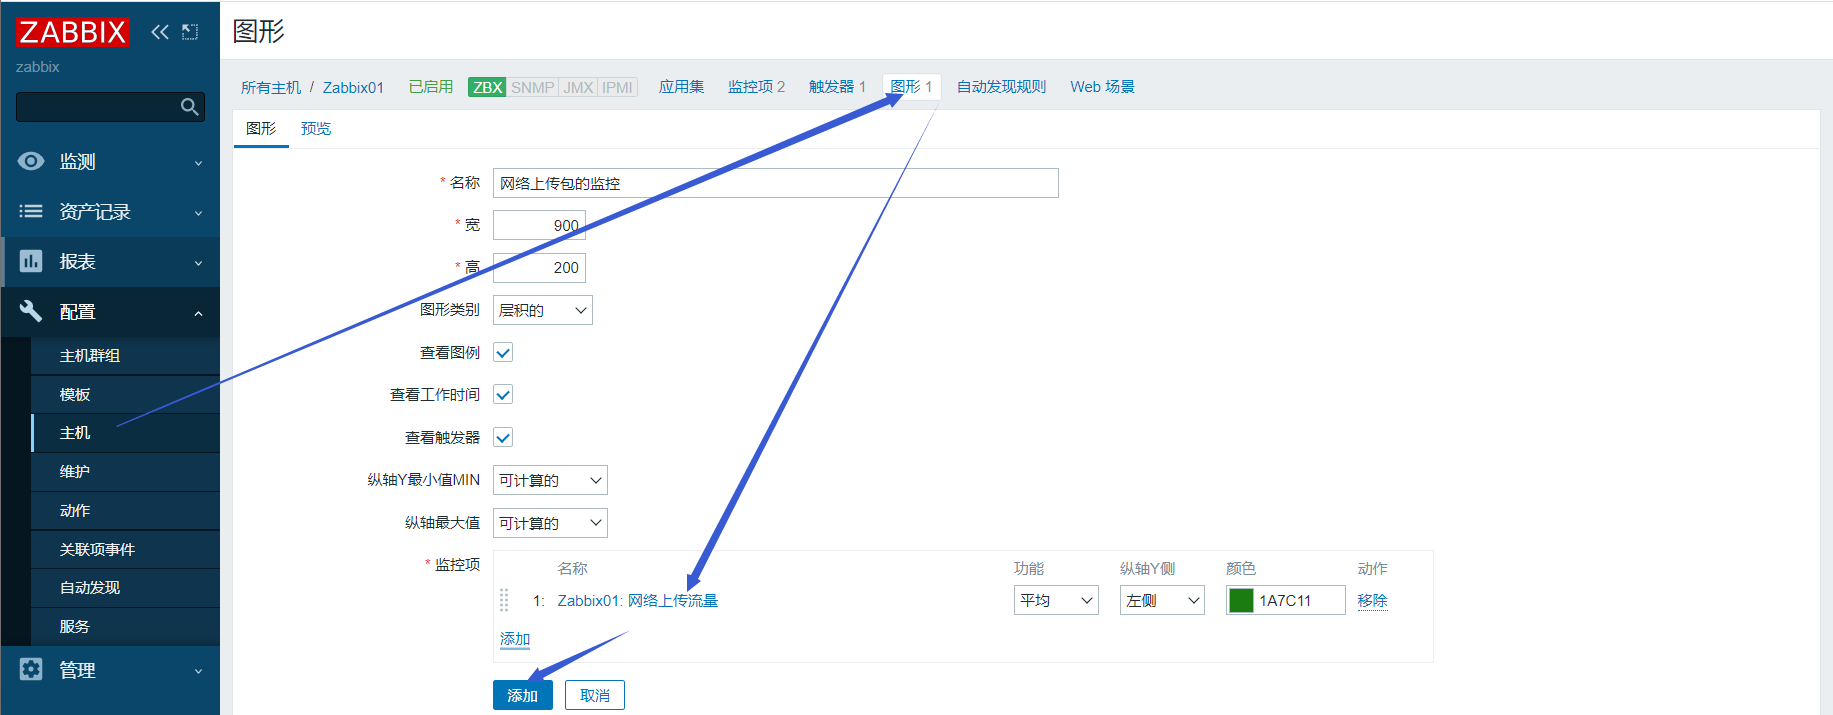 ZABBIX
zabbix
监测
资产记录
报表
配置
主机群组
模板
主机
维护
动作
关联项事件
自动发现
服务
管理
图形
所有主机 / Zabbix01 已启用 ZBX SNMP JMX IPMI 应用集 监控项 2 触发器 1 图形 1 自动发现规则 Web 场景
图形 预览
* 名称 网络上传包的监控
* 宽 900
* 高 200
图形类别 层积的
查看图例
查看工作时间
查看触发器
纵轴Y最小值MIN 可计算的
纵轴最大值 可计算的
* 监控项
名称 功能 纵轴Y侧 颜色 动作
1: Zabbix01: 网络上传流量 平均 左侧 1A7C11 移除
添加
添加 取消